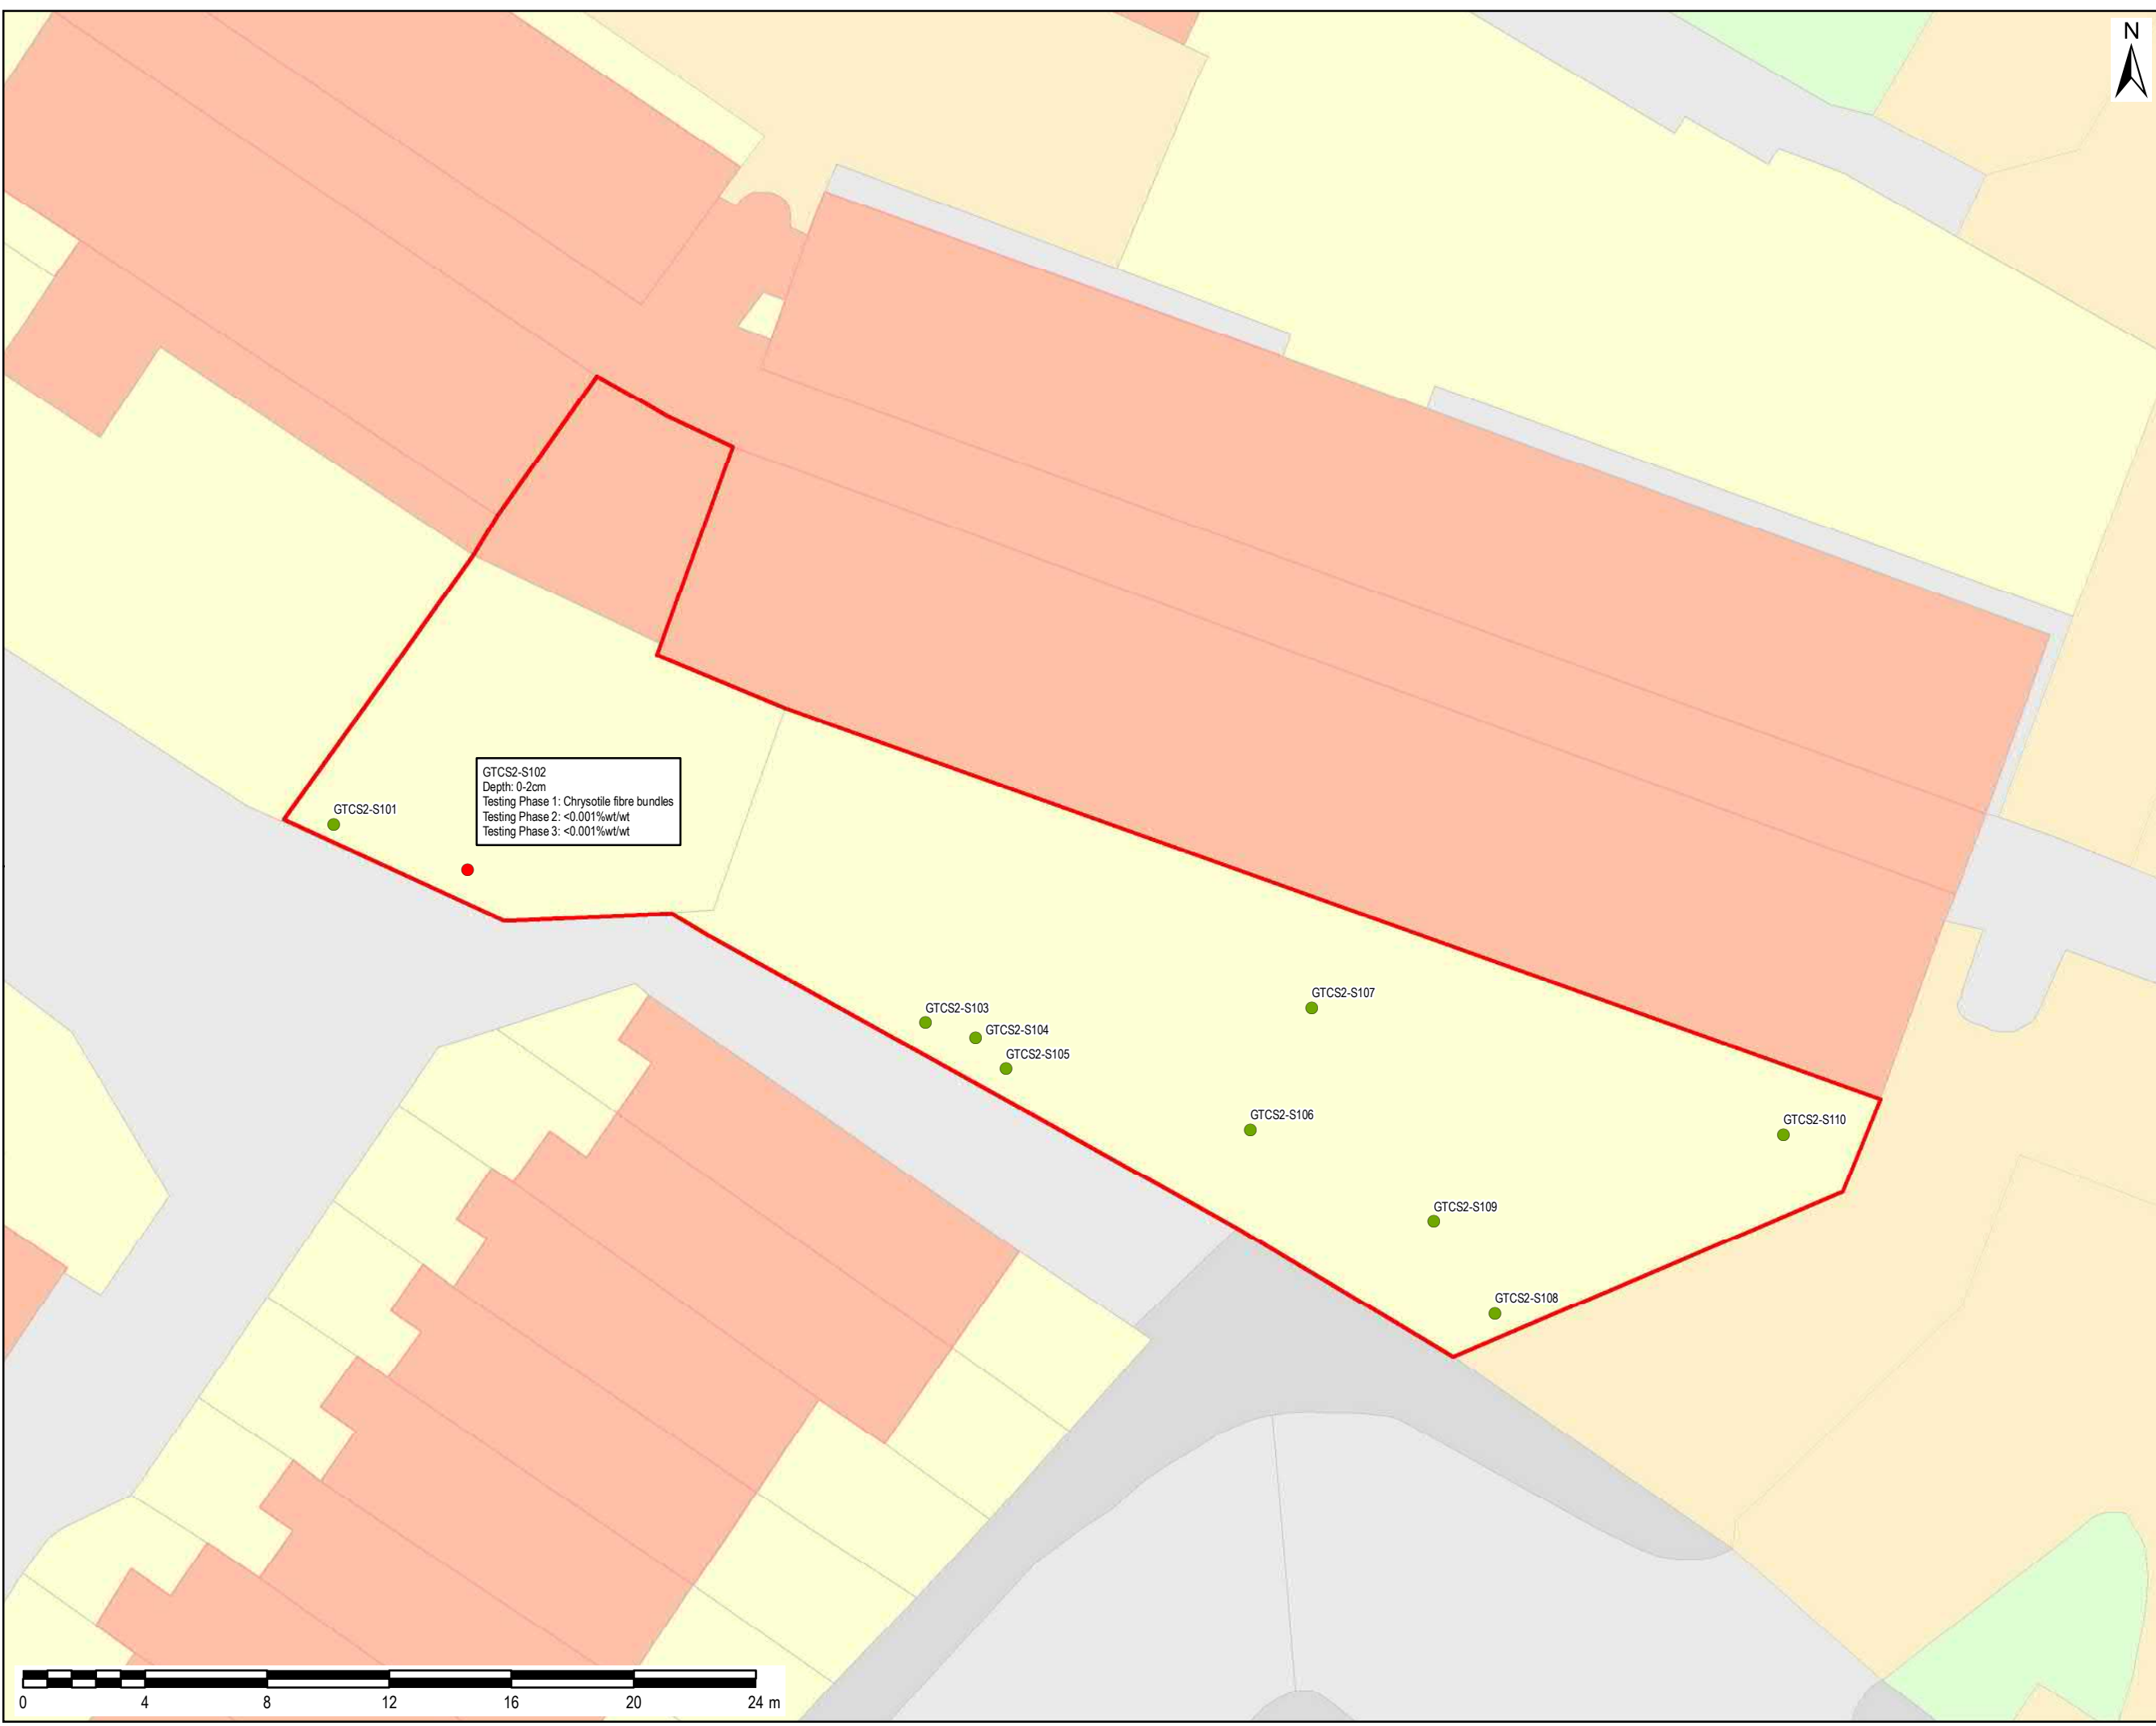 N
GTCS2-S102
Depth: 0-2cm
Testing Phase 1: Chrysotile fibre bundles
Testing Phase 2: <0.001%wt/wt
Testing Phase 3: <0.001%wt/wt
GTCS2-S101
GTCS2-S107
GTCS2-S103
GTCS2-S104
GTCS2-S105
GTCS2-S106
GTCS2-S110
GTCS2-S109
GTCS2-S108
0 4 8 12 16 20 24 m